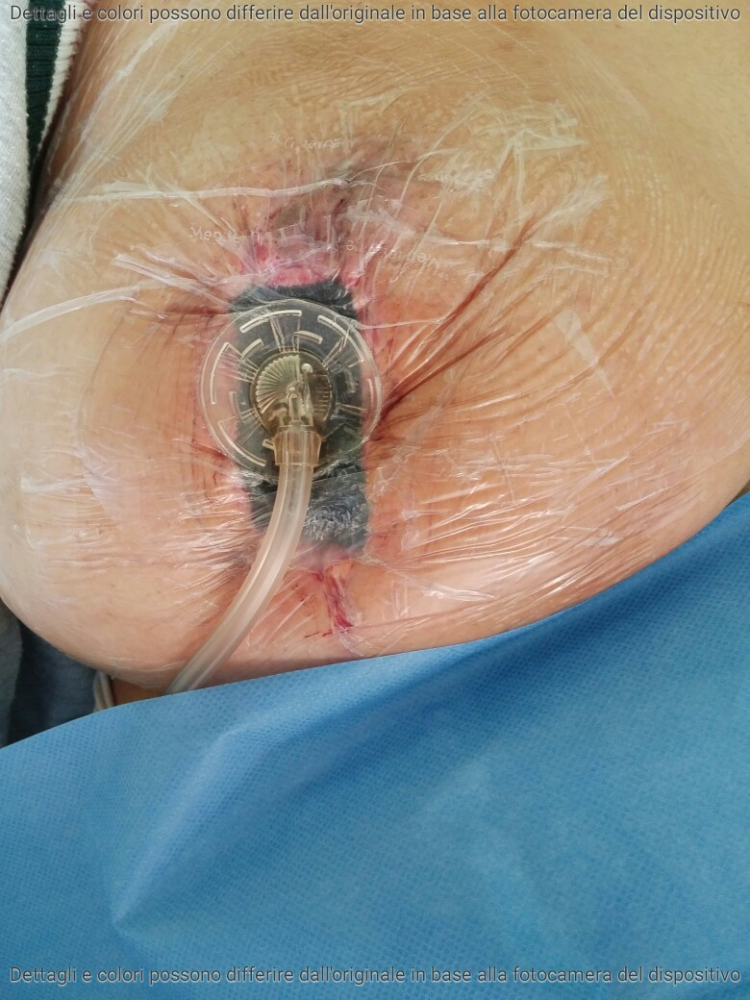 Dettagli e colori possono differire dall'originale in base alla fotocamera del dispositivo
Dettagli e colori possono differire dall'originale in base alla fotocamera del dispositivo